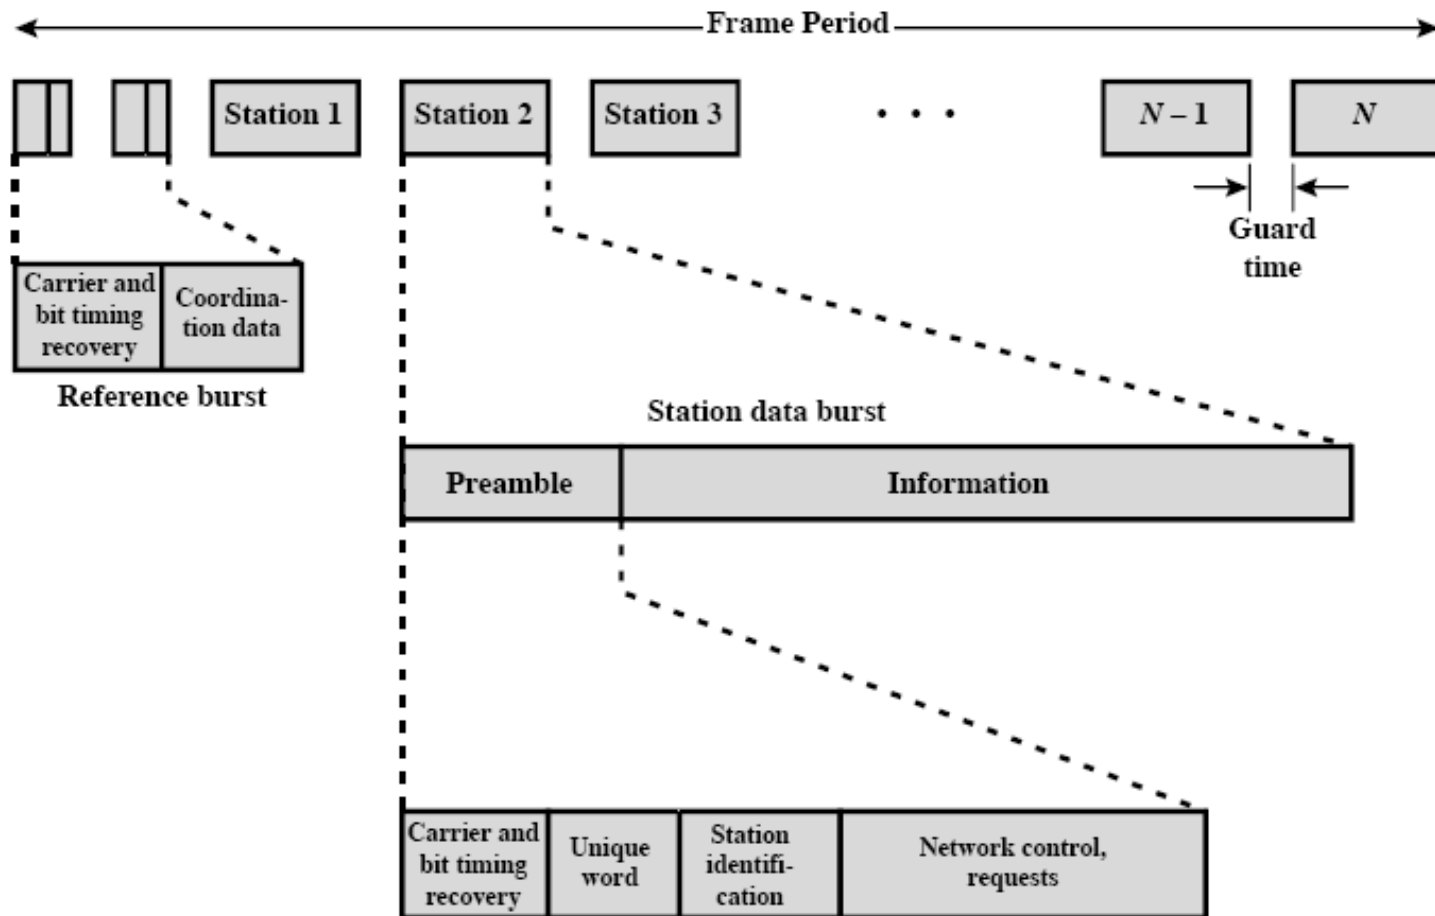 Frame Period
Station 1
Station 2
Station 3
. . .
N – 1
N
Guard
time
Carrier and
bit timing
recovery
Coordina-
tion data
Reference burst
Station data burst
Preamble
Information
Carrier and
bit timing
recovery
Unique
word
Station
identifi-
cation
Network control,
requests